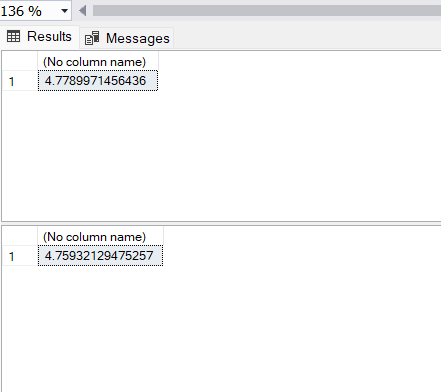 136 %
Results Messages
(No column name)
1 4.7789971456436
(No column name)
1 4.75932129475257